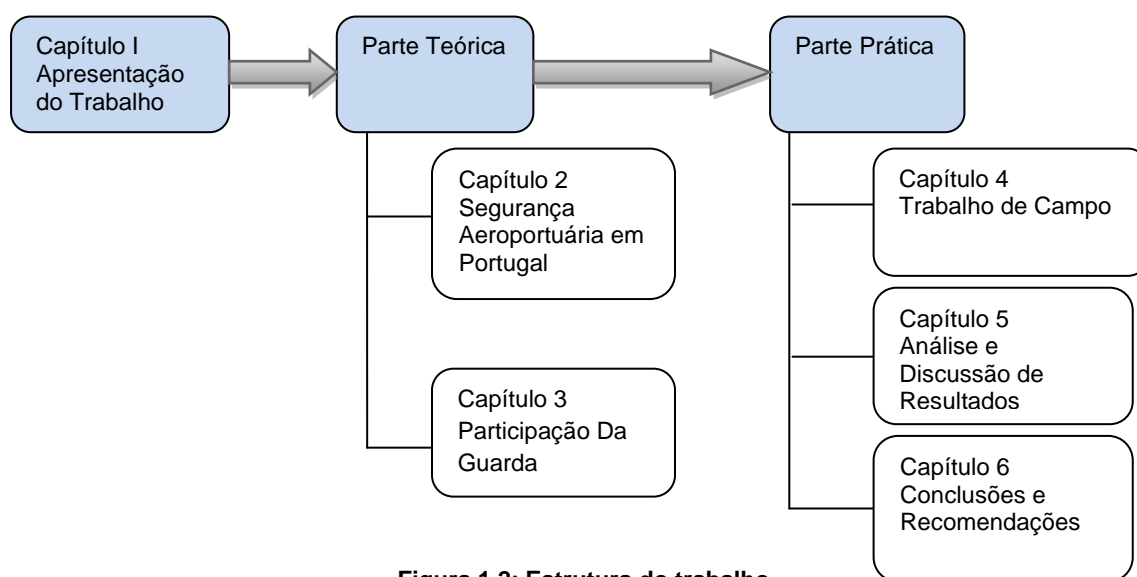 Capítulo I
Apresentação
do Trabalho
Parte Teórica
Parte Prática
Capítulo 2
Segurança
Aeroportuária em
Portugal
Capítulo 3
Participação Da
Guarda
Capítulo 4
Trabalho de Campo
Capítulo 5
Análise e
Discussão de
Resultados
Capítulo 6
Conclusões e
Recomendações
Figura 1.2: Estrutura do trabalho